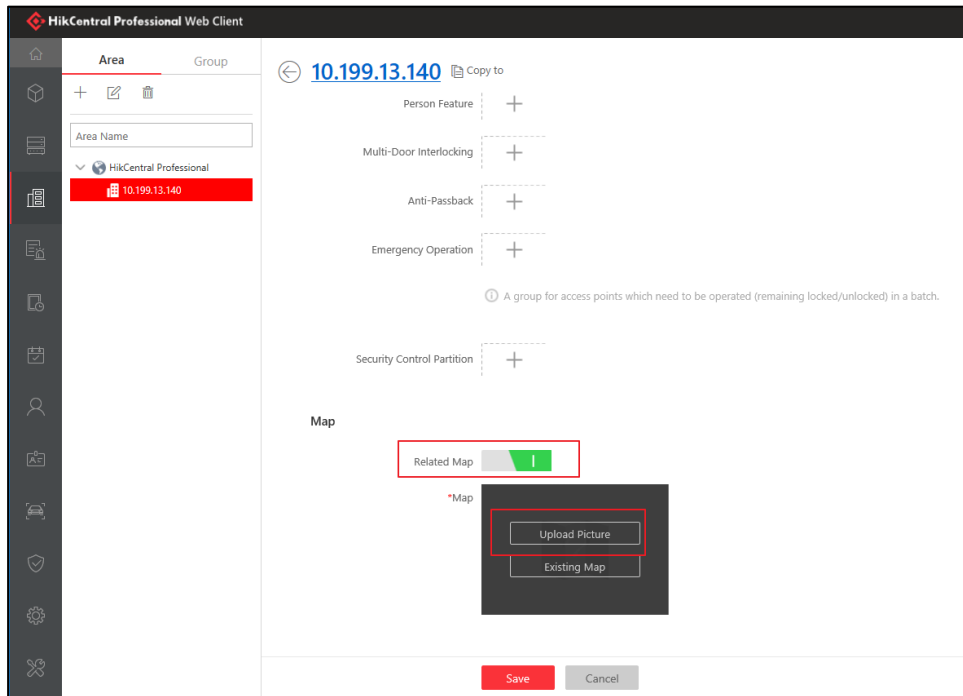 HikCentral Professional Web Client
Area
Group
Area Name
HikCentral Professional
10.199.13.140
10.199.13.140
Copy to
Person Feature
Multi-Door Interlocking
Anti-Passback
Emergency Operation
A group for access points which need to be operated (remaining locked/unlocked) in a batch.
Security Control Partition
Map
Related Map
*Map
Upload Picture
Existing Map
Save
Cancel